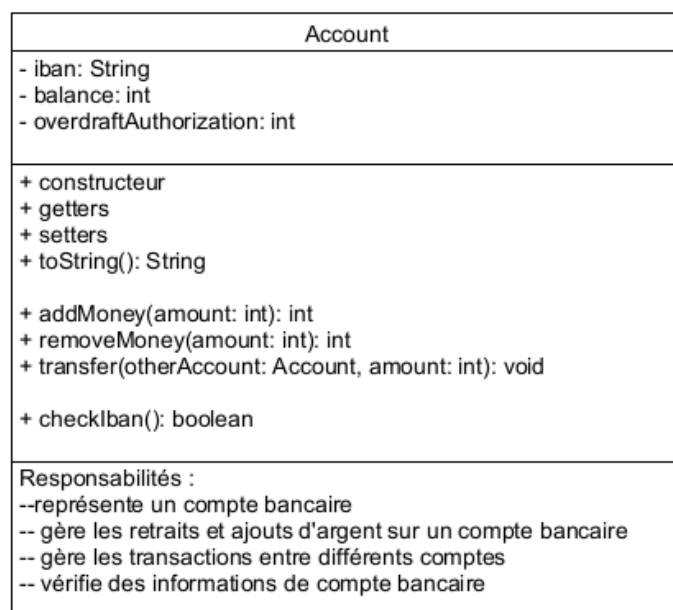 Account
- iban: String
- balance: int
- overdraftAuthorization: int
+ constructeur
+ getters
+ setters
+ toString(): String
+ addMoney(amount: int): int
+ removeMoney(amount: int): int
+ transfer(otherAccount: Account, amount: int): void
+ checkIban(): boolean
Responsabilités :
--représente un compte bancaire
-- gère les retraits et ajouts d'argent sur un compte bancaire
-- gère les transactions entre différents comptes
-- vérifie des informations de compte bancaire